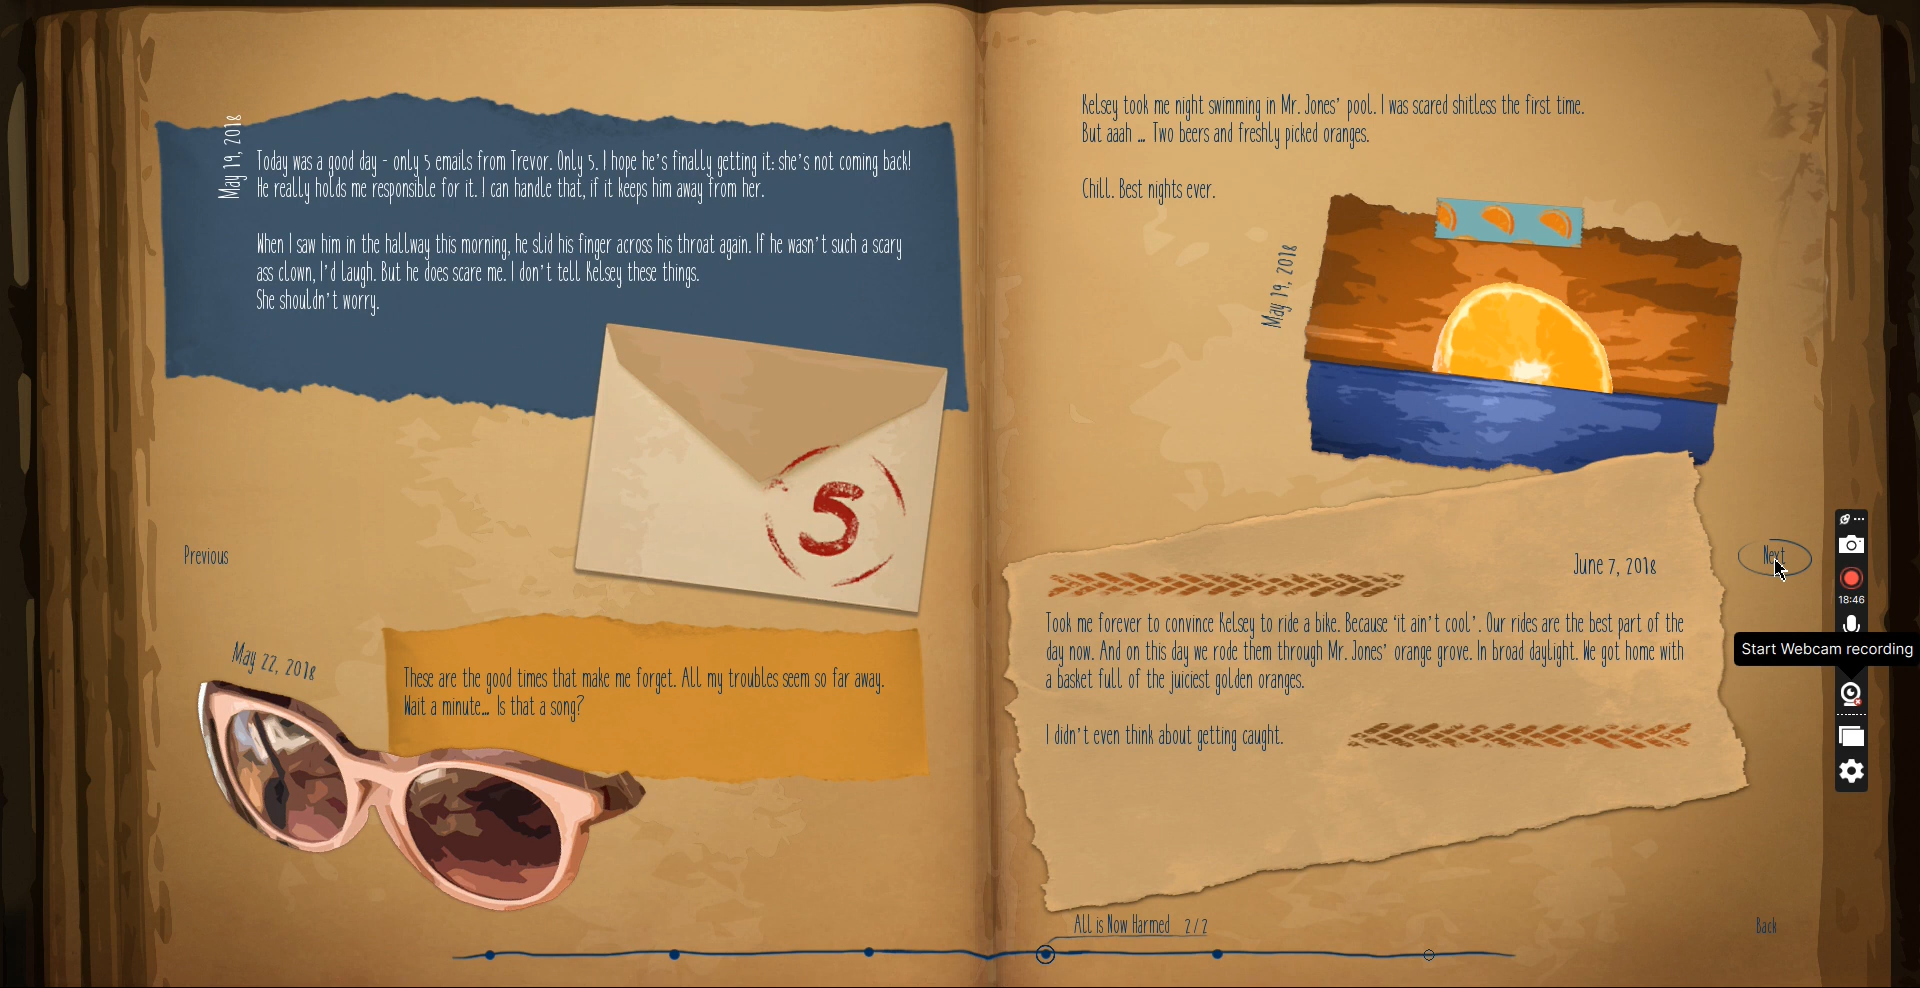 May 19, 2018
Today was a good day - only 5 emails from Trevor. Only 5. I hope he's finally getting it: she's not coming back!
He really holds me responsible for it. I can handle that, if it keeps him away from her.
When I saw him in the hallway this morning, he slid his finger across his throat again. If he wasn't such a scary
ass clown, I'd laugh. But he does scare me. I don't tell Kelsey these things.
She shouldn't worry.
5
Previous
May 22, 2018
These are the good times that make me forget. All my troubles seem so far away.
Wait a minute... Is that a song?
Kelsey took me night swimming in Mr. Jones' pool. I was scared shitless the first time.
But aaah ... Two beers and freshly picked oranges.
Chill. Best nights ever.
May 19, 2018
June 7, 2018
Took me forever to convince Kelsey to ride a bike. Because 'it ain't cool'. Our rides are the best part of the
day now. And on this day we rode them through Mr. Jones' orange grove. In broad daylight. We got home with
a basket full of the juiciest golden oranges.
I didn't even think about getting caught.
Next
18:46
Start Webcam recording
All is Now Harmed 2/2
Back